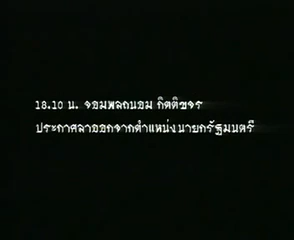 18.10 น. จอมพลถนอม กิตติขจร
ประกาศลาออกจากตำแหน่งนายกรัฐมนตรี